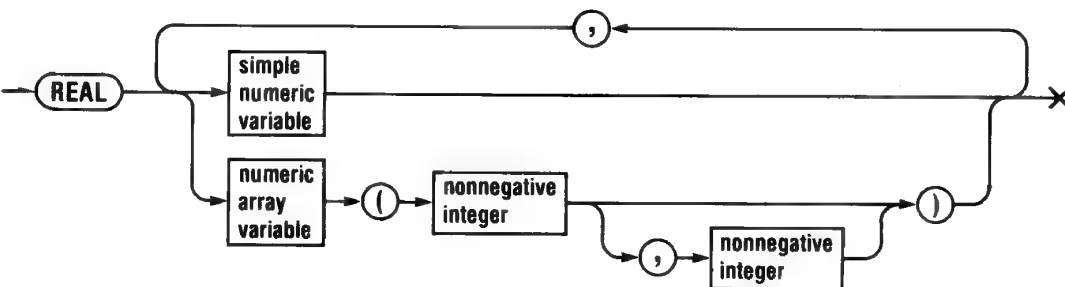 ,
REAL
simple
numeric
variable
numeric
array
variable
(
nonnegative
integer
,
nonnegative
integer
)